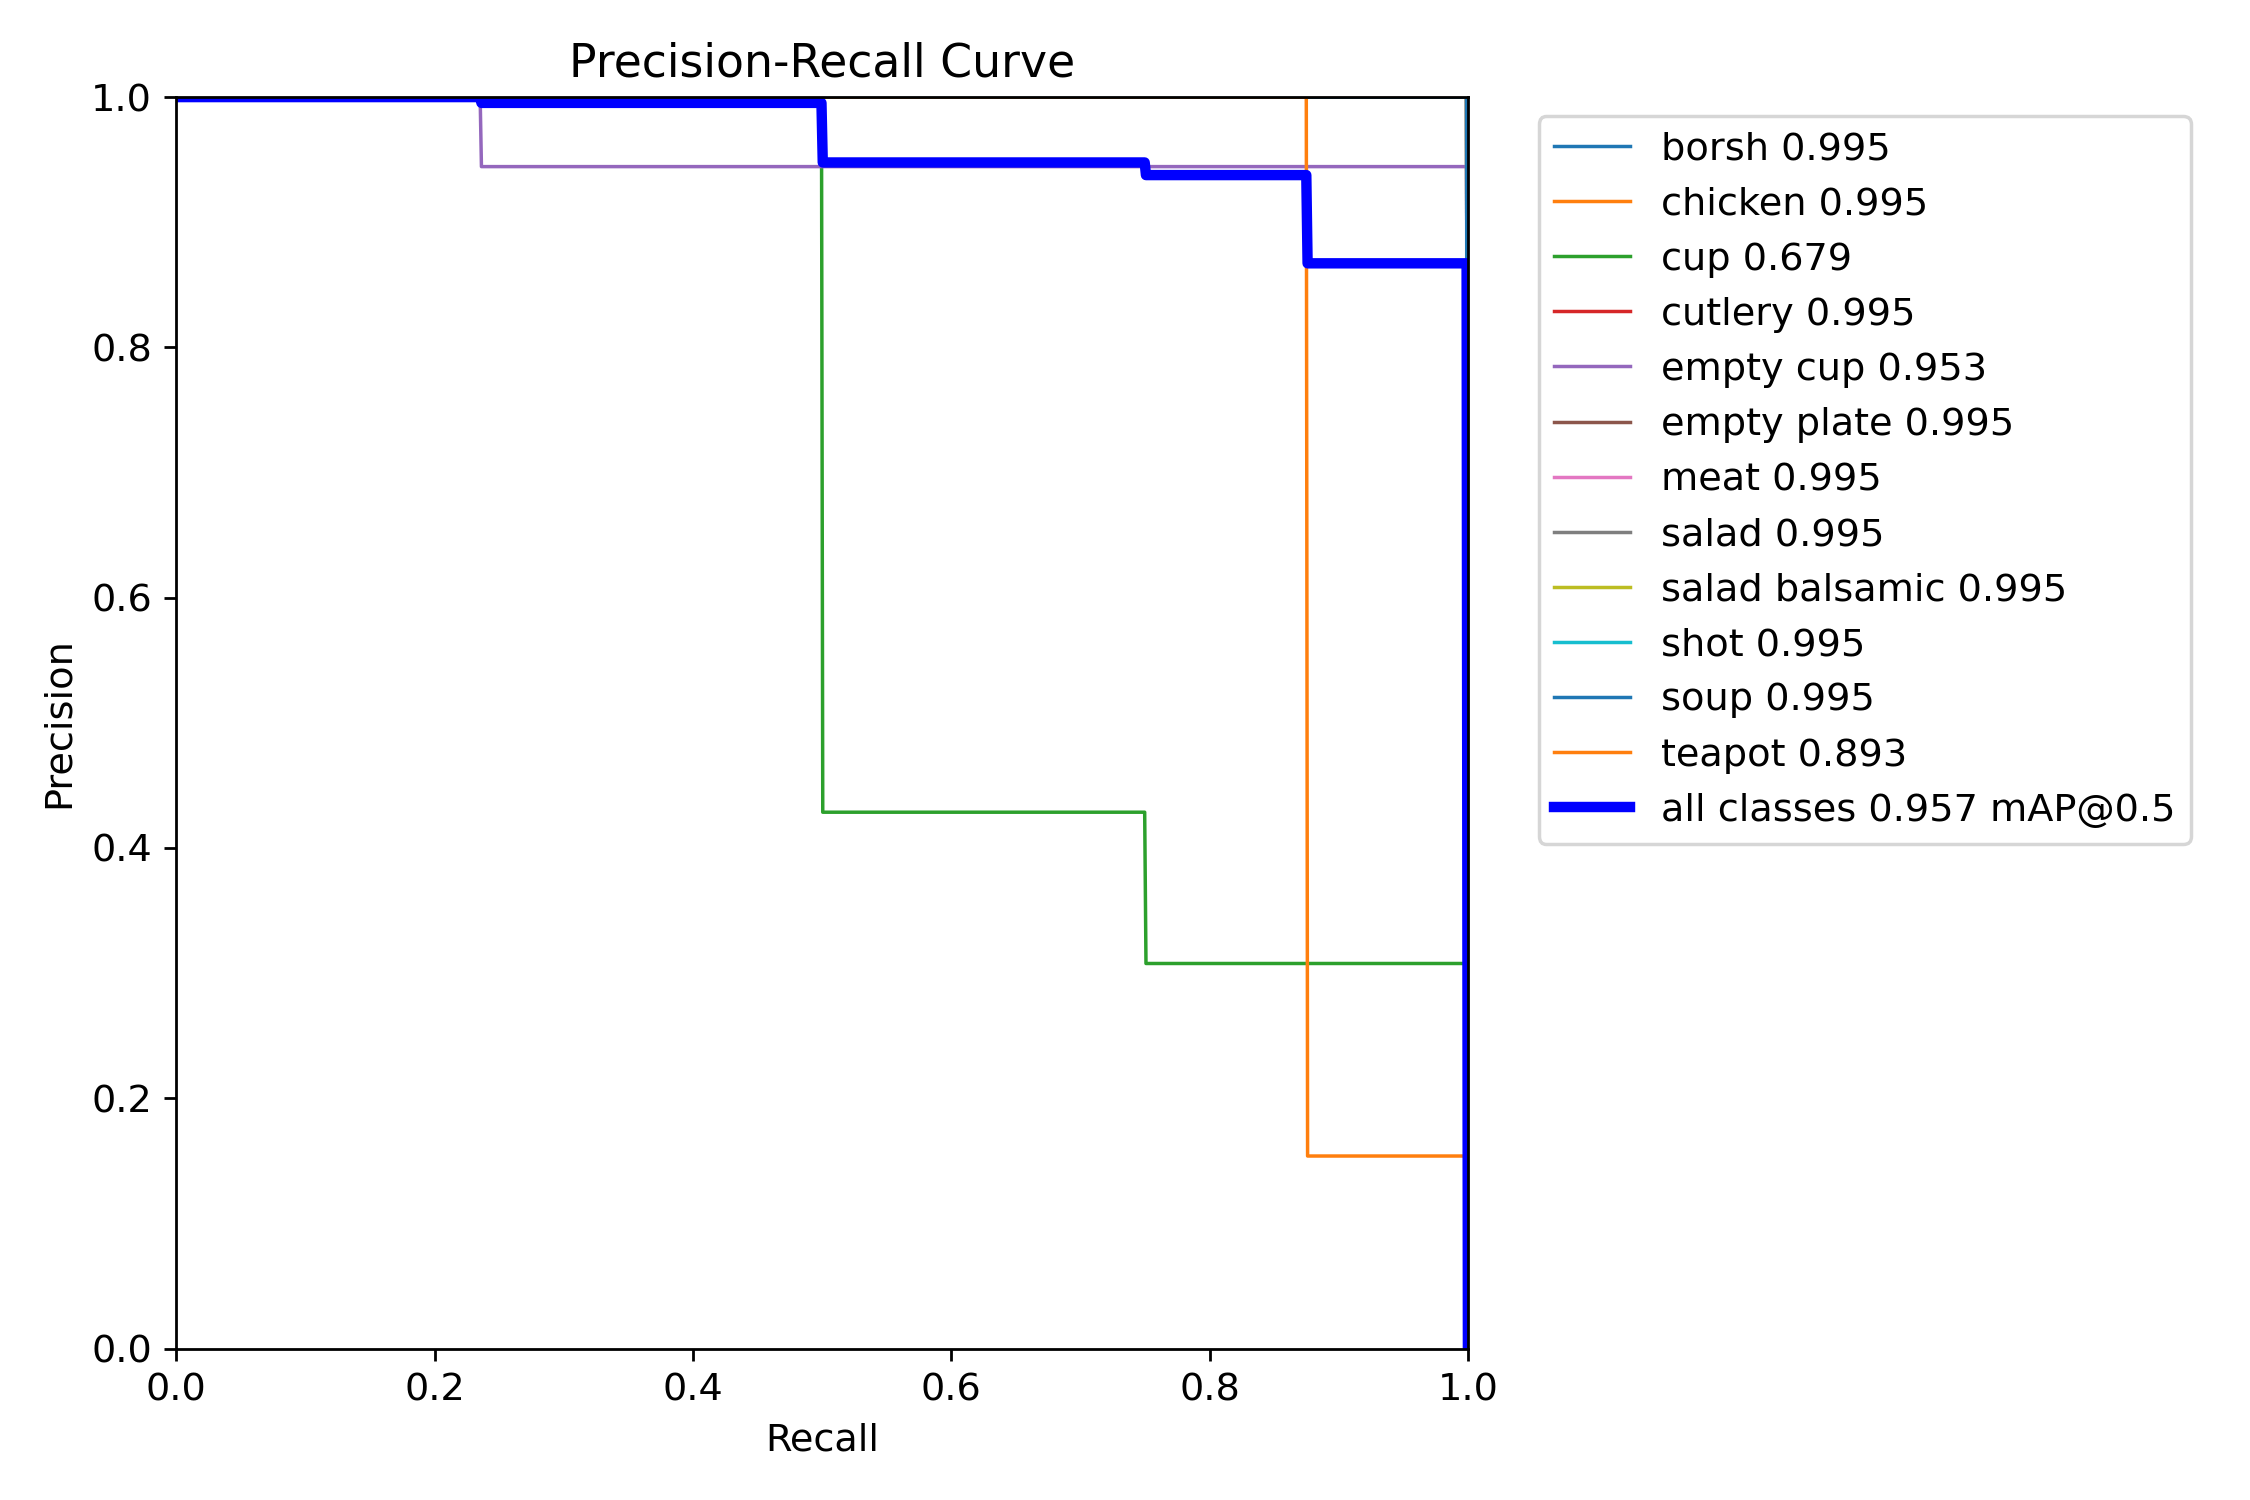 Precision-Recall Curve
1.0
0.8
0.6
0.4
0.2
0.0
Precision
0.0 0.2 0.4 0.6 0.8 1.0
Recall
borsh 0.995
chicken 0.995
cup 0.679
cutlery 0.995
empty cup 0.953
empty plate 0.995
meat 0.995
salad 0.995
salad balsamic 0.995
shot 0.995
soup 0.995
teapot 0.893
all classes 0.957 mAP@0.5